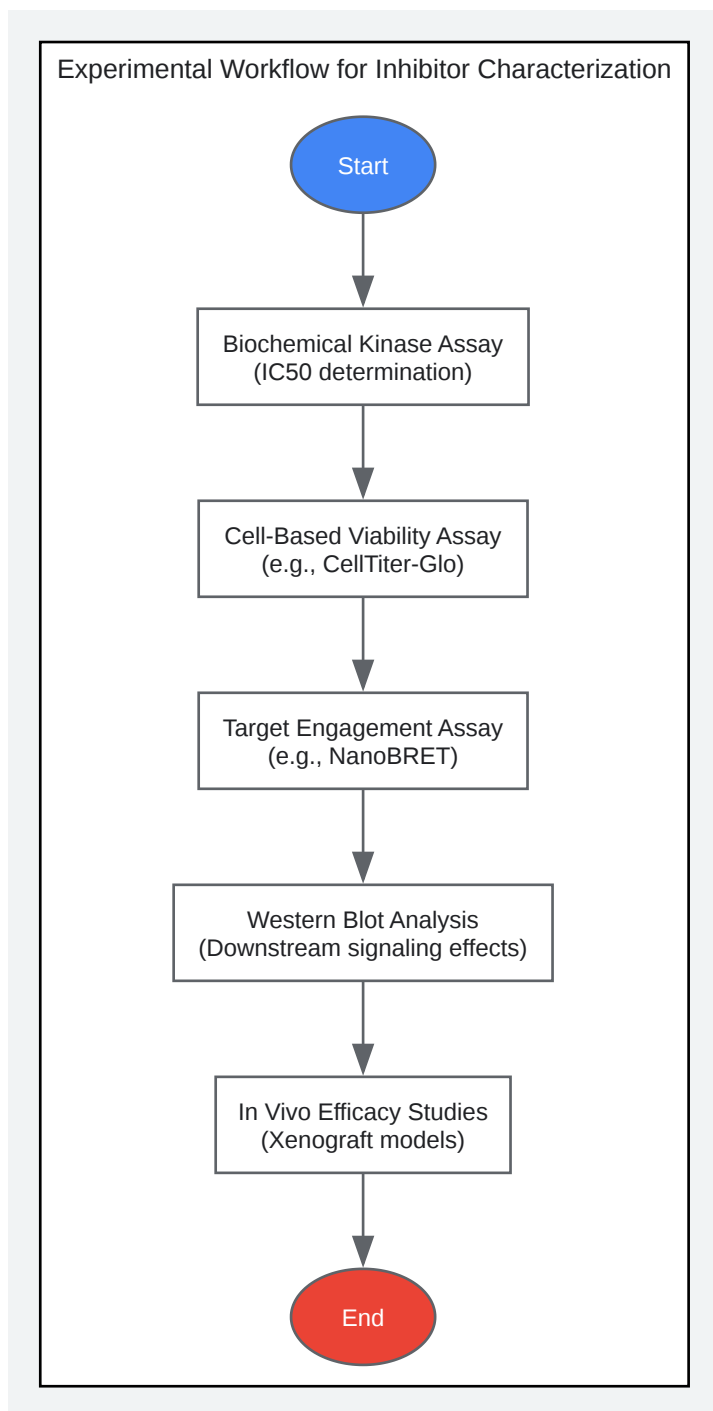 Experimental Workflow for Inhibitor Characterization
Start
Biochemical Kinase Assay
(IC50 determination)
Cell-Based Viability Assay
(e.g., CellTiter-Glo)
Target Engagement Assay
(e.g., NanoBRET)
Western Blot Analysis
(Downstream signaling effects)
In Vivo Efficacy Studies
(Xenograft models)
End